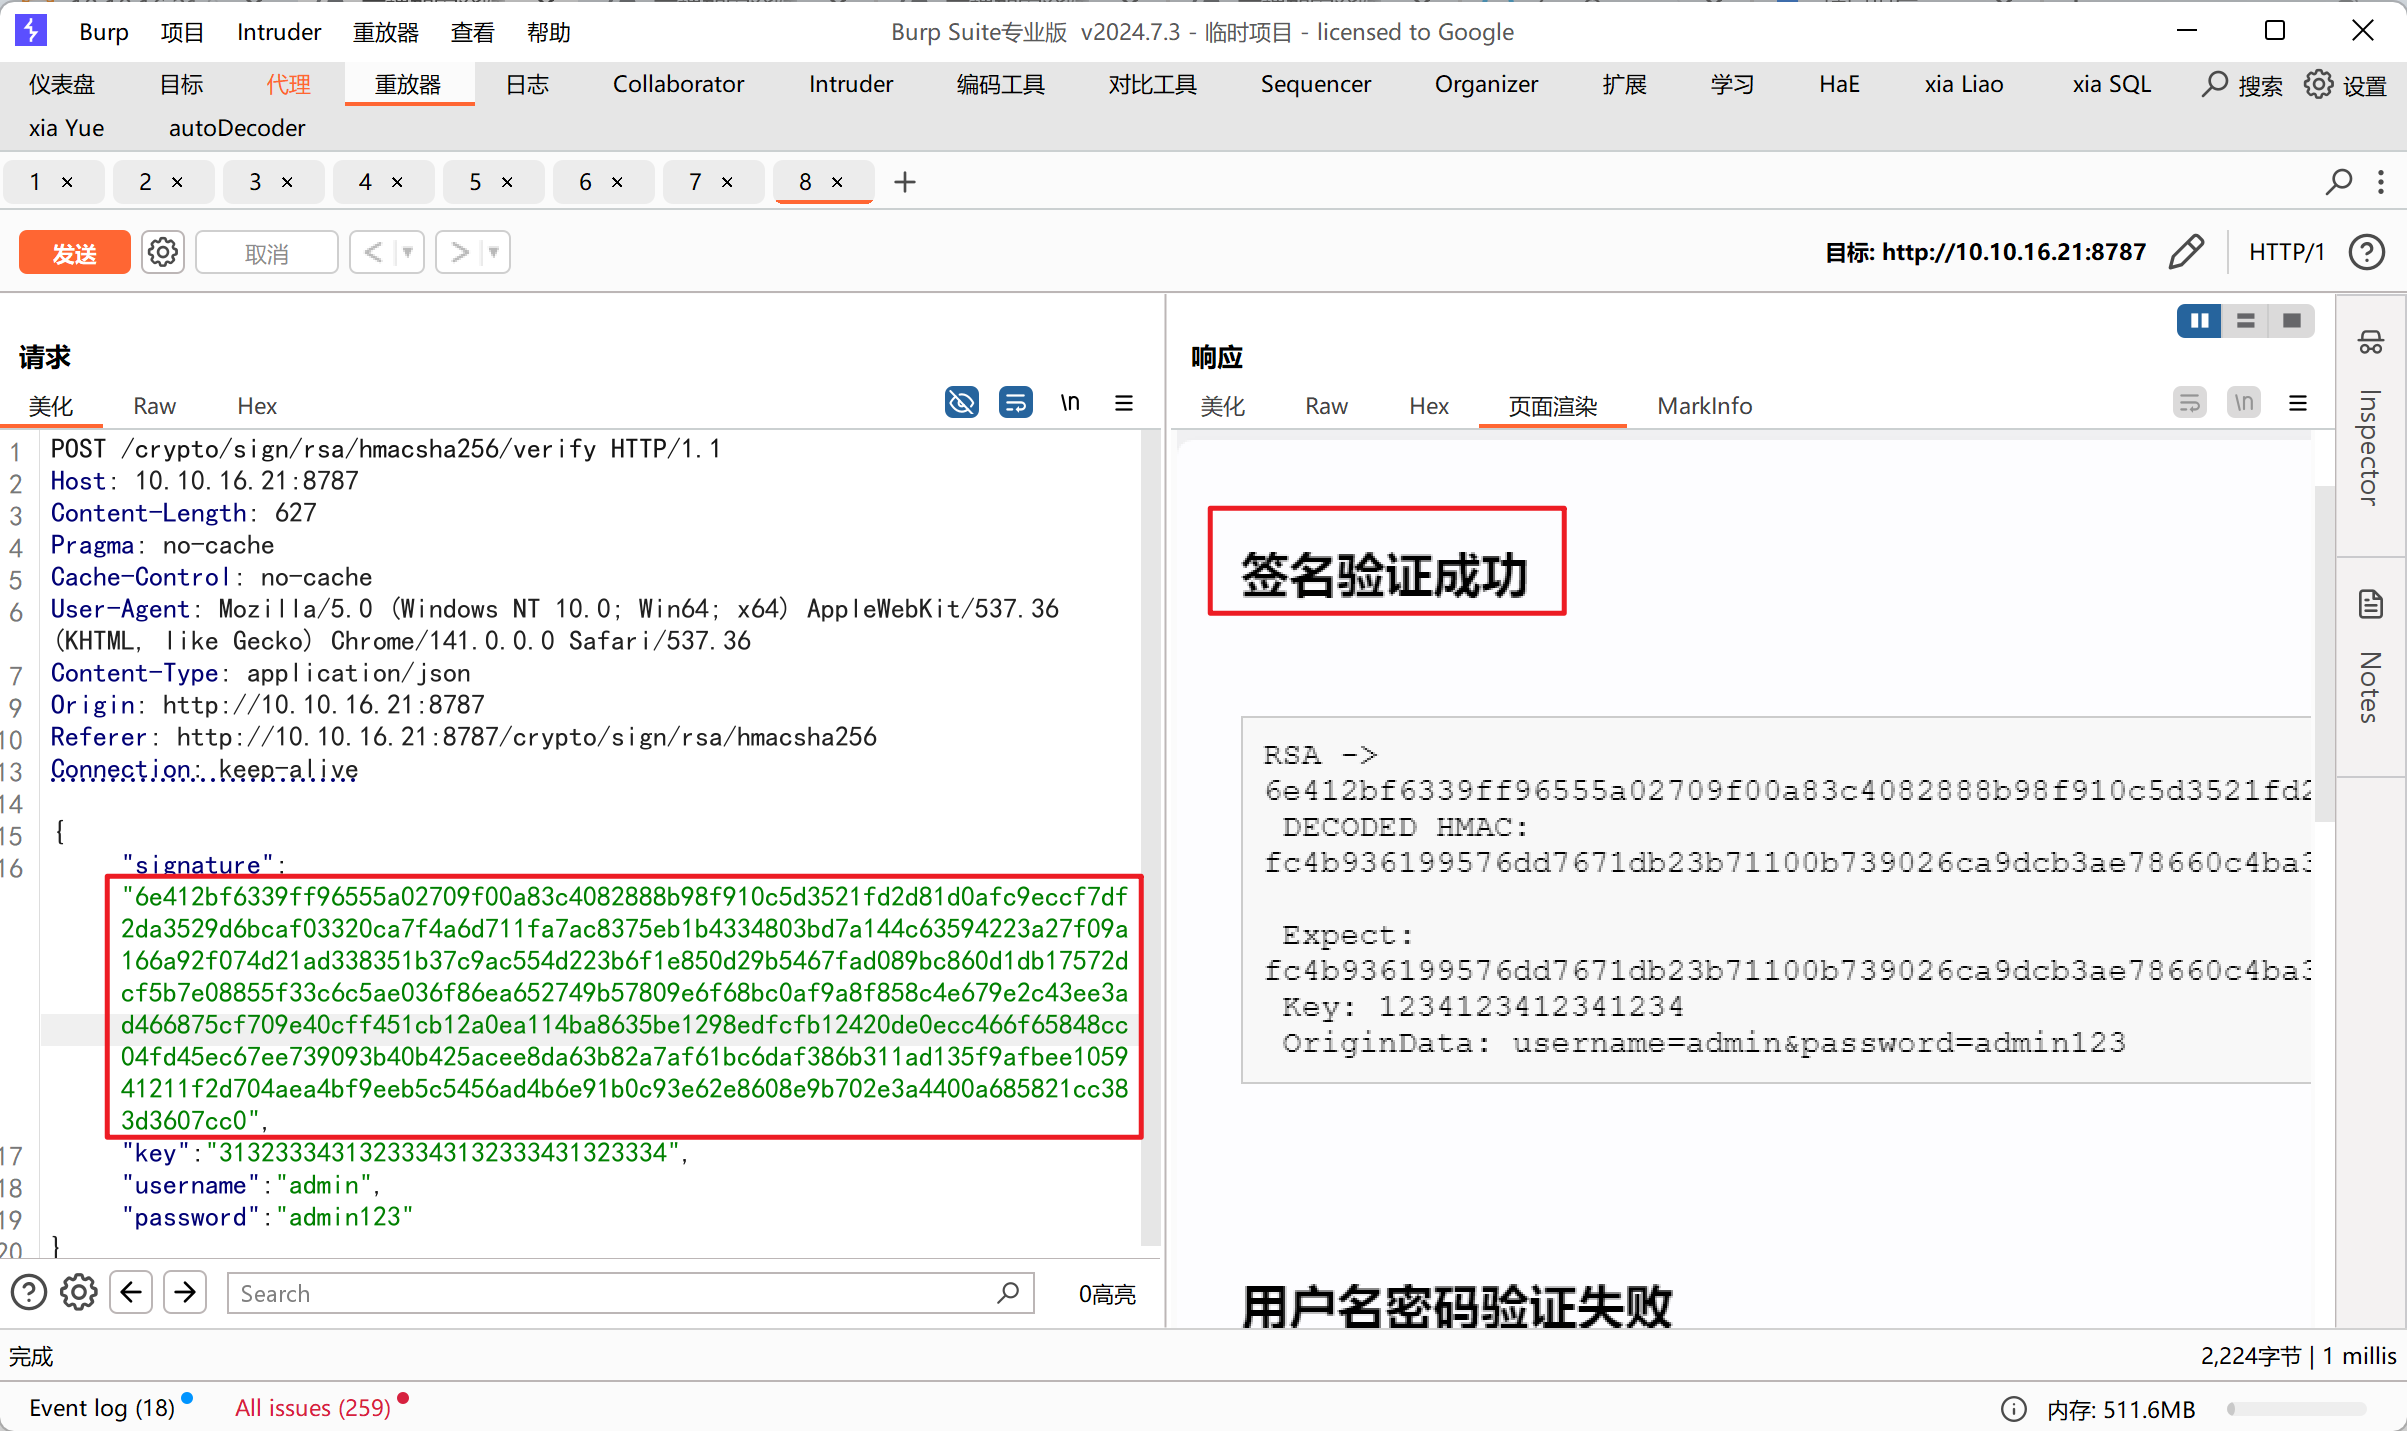 Burp 项目 Intruder 重放器 查看 帮助 Burp Suite专业版 v2024.7.3 - 临时项目 - licensed to Google
仪表盘 目标 代理 重放器 日志 Collaborator Intruder 编码工具 对比工具 Sequencer Organizer 扩展 学习 HaE xia Liao xia SQL 搜索 设置
xia Yue autoDecoder
1 × 2 × 3 × 4 × 5 × 6 × 7 × 8 × +
发送 取消 < > 目标: http://10.10.16.21:8787 HTTP/1
请求
美化 Raw Hex \n
1 POST /crypto/sign/rsa/hmacsha256/verify HTTP/1.1
2 Host: 10.10.16.21:8787
3 Content-Length: 627
4 Pragma: no-cache
5 Cache-Control: no-cache
6 User-Agent: Mozilla/5.0 (Windows NT 10.0; Win64; x64) AppleWebKit/537.36
(KHTML, like Gecko) Chrome/141.0.0.0 Safari/537.36
7 Content-Type: application/json
9 Origin: http://10.10.16.21:8787
10 Referer: http://10.10.16.21:8787/crypto/sign/rsa/hmacsha256
13 Connection: keep-alive
14
15 {
16 "signature":
"6e412bf6339ff96555a02709f00a83c4082888b98f910c5d3521fd2d81d0afc9eccf7df
2da3529d6bcaf03320ca7f4a6d711fa7ac8375eb1b4334803bd7a144c63594223a27f09a
166a92f074d21ad338351b37c9ac554d223b6f1e850d29b5467fad089bc860d1db17572d
cf5b7e08855f33c6c5ae036f86ea652749b57809e6f68bc0af9a8f858c4e679e2c43ee3a
d466875cf709e40cff451cb12a0ea114ba8635be1298edfcfb12420de0ecc466f65848cc
04fd45ec67ee739093b40b425acee8da63b82a7af61bc6daf386b311ad135f9afbee1059
41211f2d704aea4bf9eeb5c5456ad4b6e91b0c93e62e8608e9b702e3a4400a685821cc38
3d3607cc0",
17 "key":"31323334313233343132333431323334",
18 "username":"admin",
19 "password":"admin123"
20 }
Search 0高亮
响应
美化 Raw Hex 页面渲染 MarkInfo \n
签名验证成功
RSA ->
6e412bf6339ff96555a02709f00a83c4082888b98f910c5d3521fd2
DECODED HMAC:
fc4b936199576dd7671db23b71100b739026ca9dcb3ae78660c4ba3
Expect:
fc4b936199576dd7671db23b71100b739026ca9dcb3ae78660c4ba3
Key: 1234123412341234
OriginData: username=admin&password=admin123
用户名密码验证失败
Inspector
Notes
完成 2,224字节 | 1 millis
Event log (18) All issues (259) 内存: 511.6MB